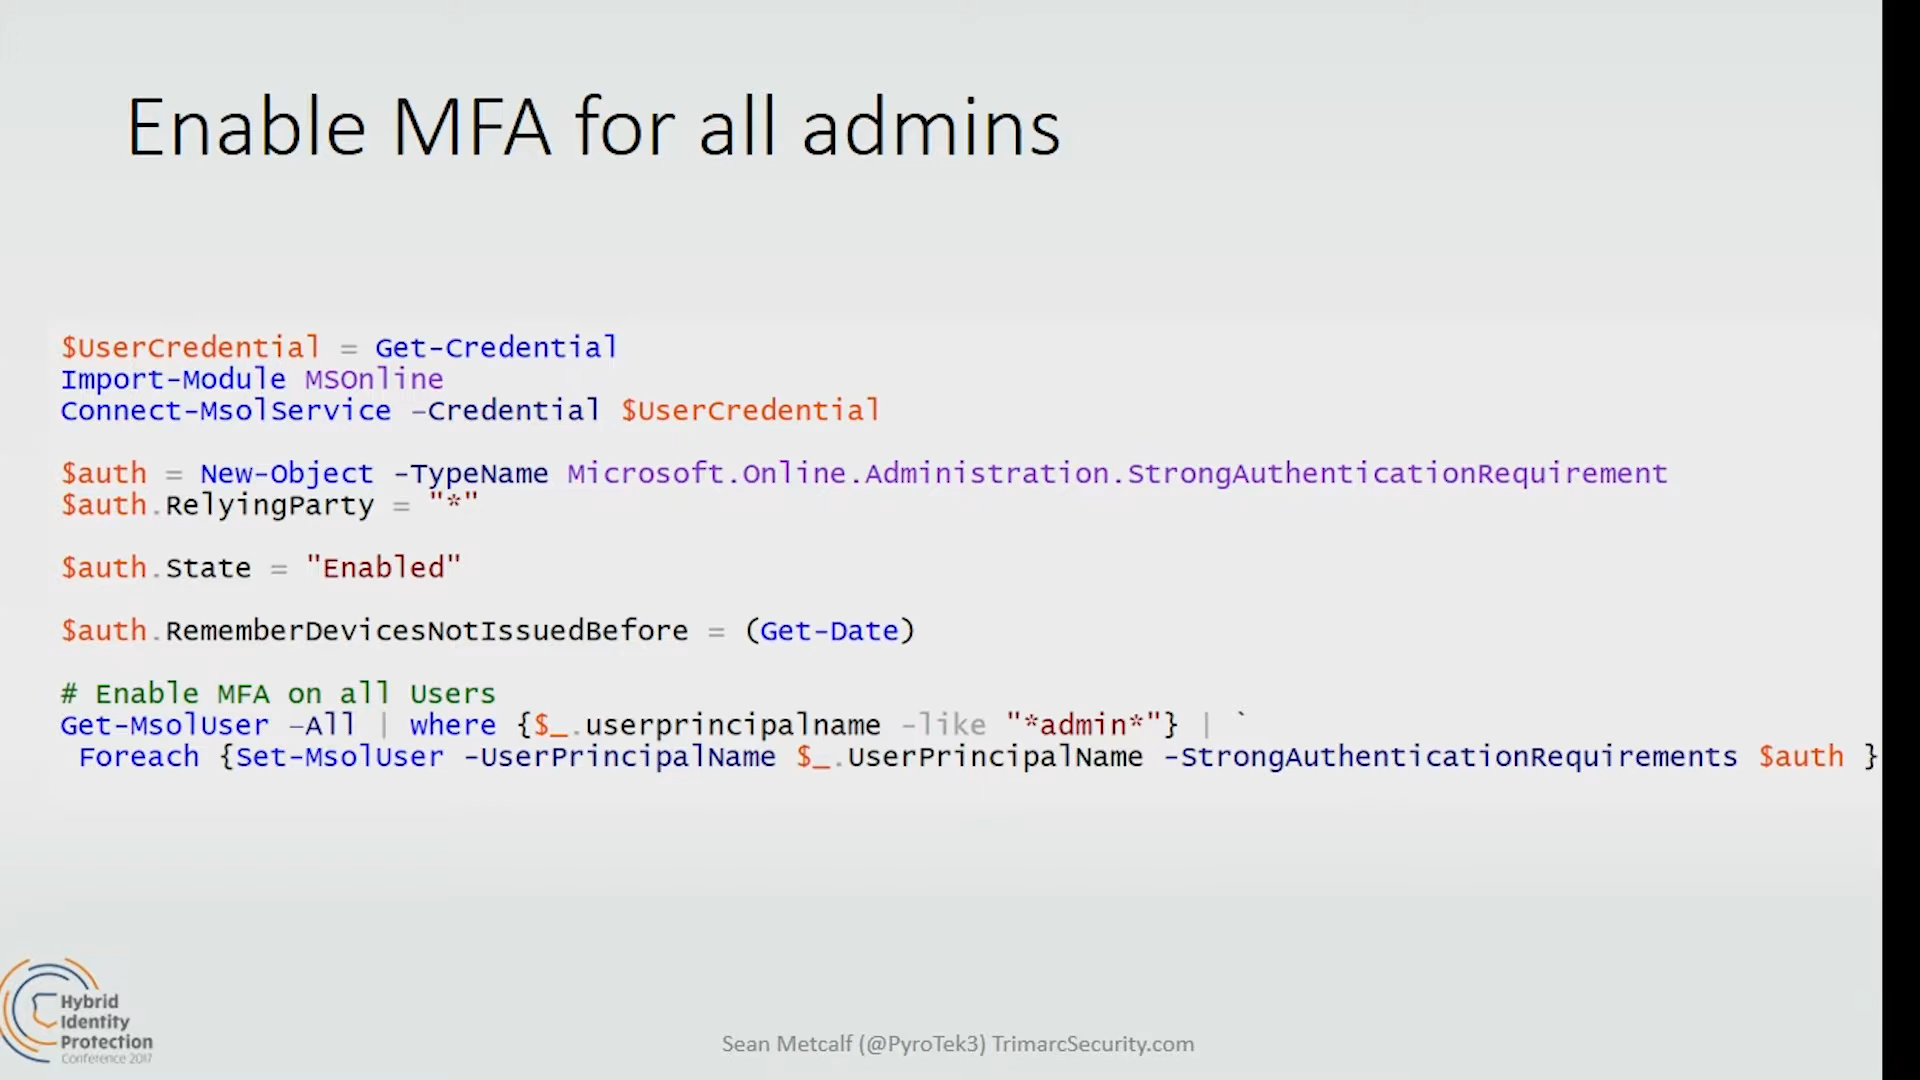 Enable MFA for all admins
$UserCredential = Get-Credential
Import-Module MSOnline
Connect-MsolService –Credential $UserCredential
$auth = New-Object -TypeName Microsoft.Online.Administration.StrongAuthenticationRequirement
$auth.RelyingParty = "*"
$auth.State = "Enabled"
$auth.RememberDevicesNotIssuedBefore = (Get-Date)
# Enable MFA on all Users
Get-MsolUser –All | where {$_.userprincipalname –like "*admin*"} | `
Foreach {Set-MsolUser -UserPrincipalName $_.UserPrincipalName -StrongAuthenticationRequirements $auth }
Hybrid
Identity
Protection
Conference 2017
Sean Metcalf (@PyroTek3) TrimarcSecurity.com